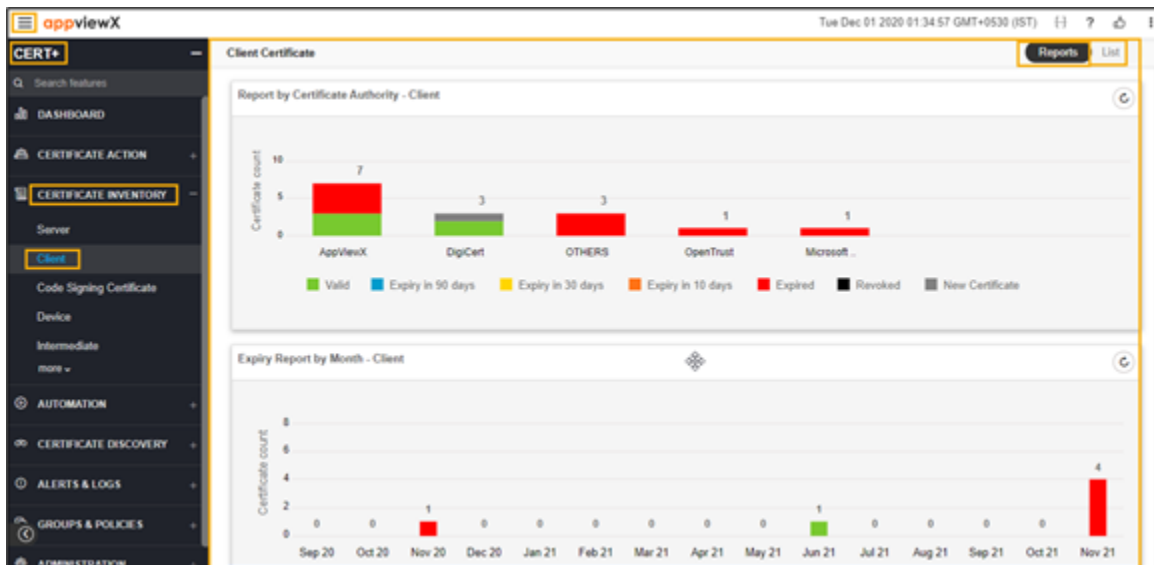 appviewX Tue Dec 01 2020 01:34:57 GMT+0530 (IST) ?
CERT+
Search features
DASHBOARD
CERTIFICATE ACTION +
CERTIFICATE INVENTORY −
Server
Client
Code Signing Certificate
Device
Intermediate
more
AUTOMATION +
CERTIFICATE DISCOVERY +
ALERTS & LOGS +
GROUPS & POLICIES +
ADMINISTRATION
Client Certificate Reports List
Report by Certificate Authority - Client
Certificate count
10
5
0
7 3 3 1 1
AppViewX DigiCert OTHERS OpenTrust Microsoft ..
Valid Expiry in 90 days Expiry in 30 days Expiry in 10 days Expired Revoked New Certificate
Expiry Report by Month - Client
Certificate count
8
6
4
2
0
0 0 1 0 0 0 0 0 0 1 0 0 0 0 4
Sep 20 Oct 20 Nov 20 Dec 20 Jan 21 Feb 21 Mar 21 Apr 21 May 21 Jun 21 Jul 21 Aug 21 Sep 21 Oct 21 Nov 21